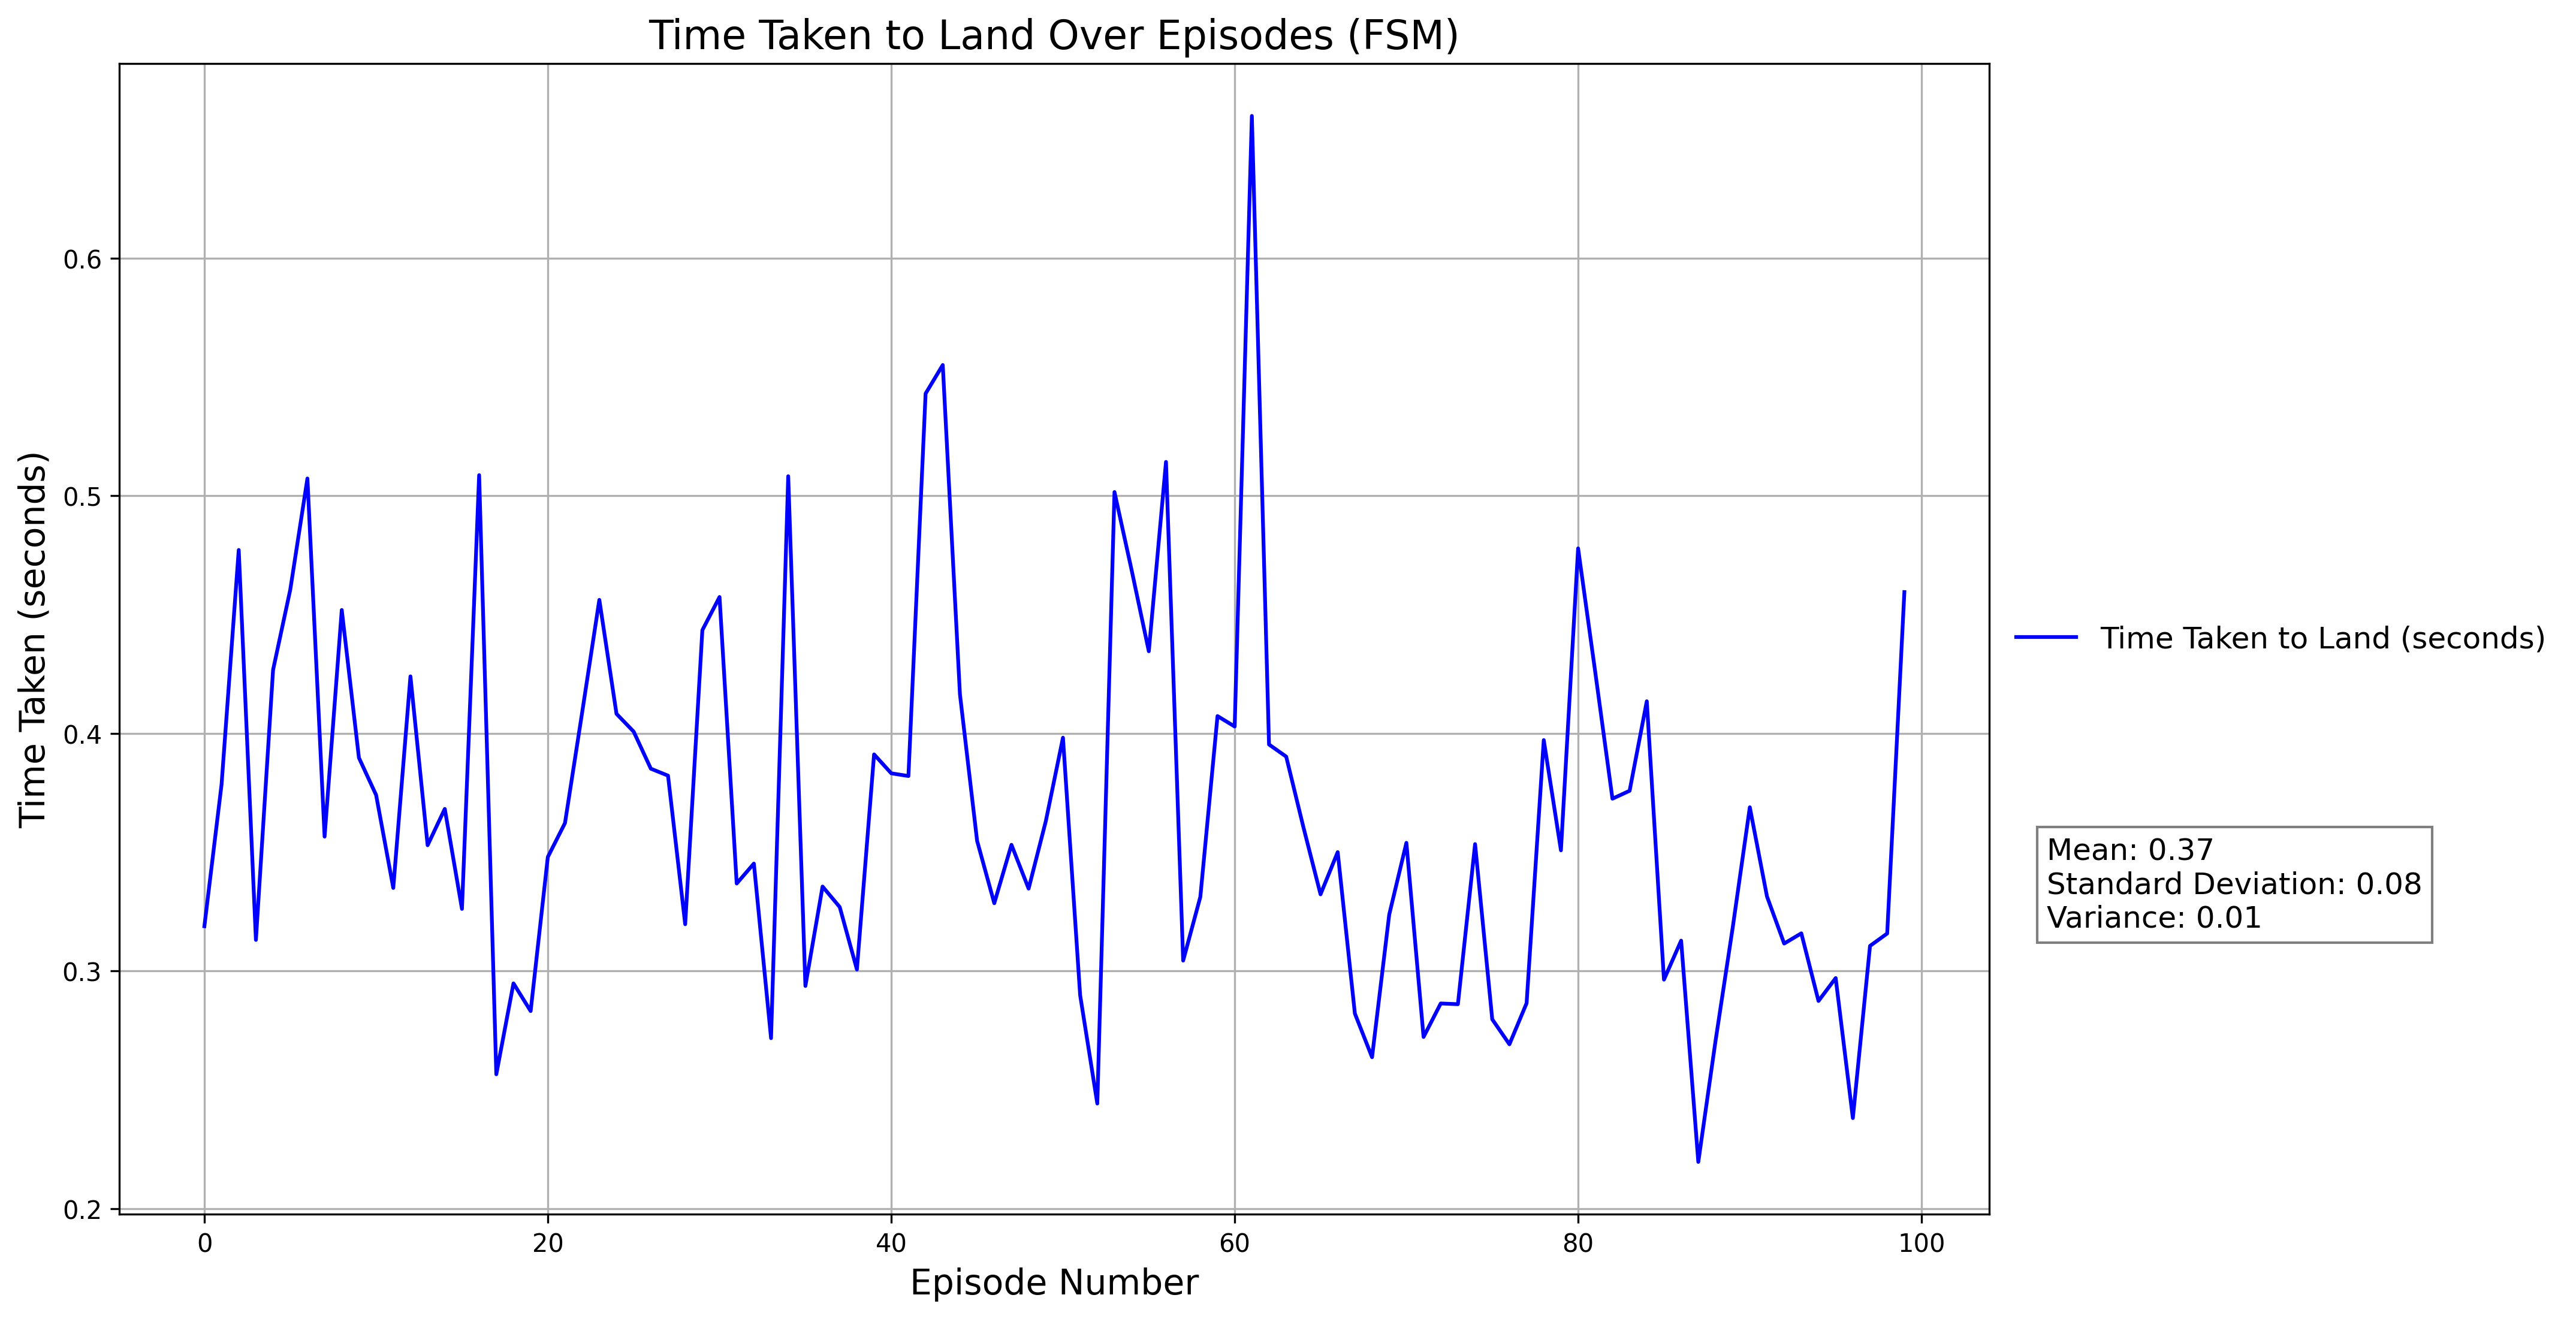 Time Taken to Land Over Episodes (FSM)
Time Taken (seconds)
0.6
0.5
0.4
0.3
0.2
0
20
40
60
80
100
Episode Number
Time Taken to Land (seconds)
Mean: 0.37
Standard Deviation: 0.08
Variance: 0.01